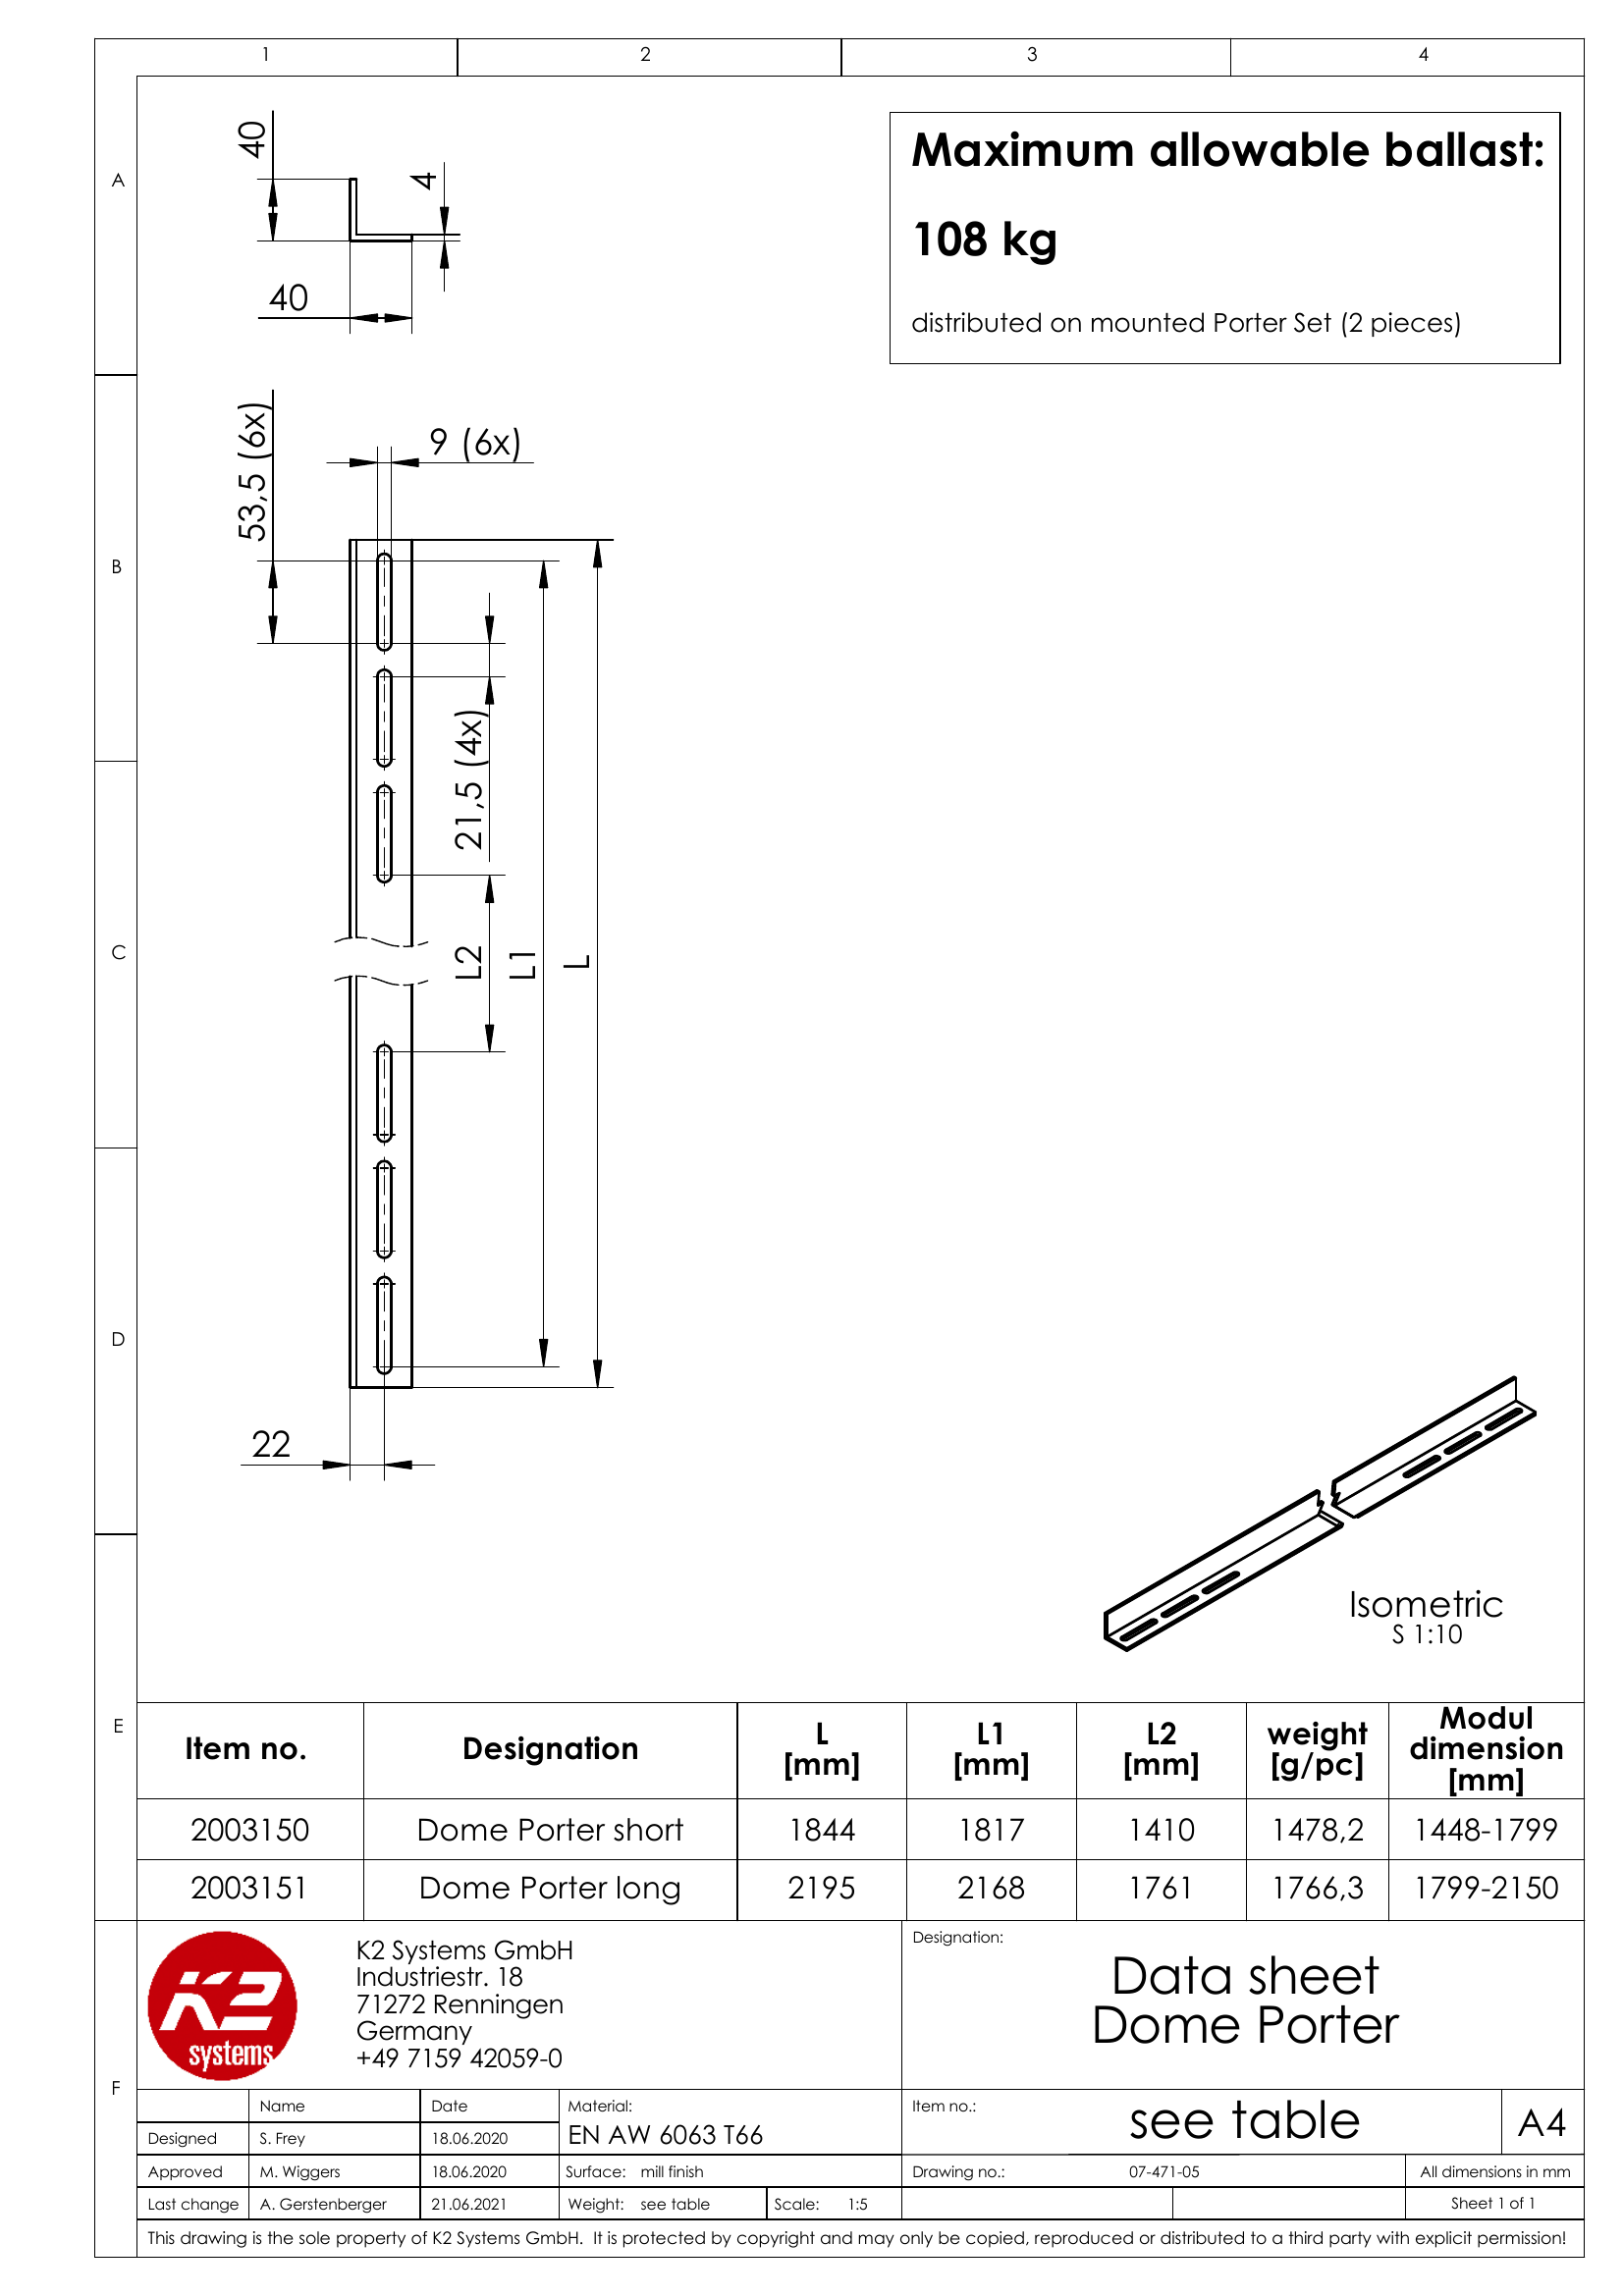 1 2 3 4
A
B
C
D
E
F
40
4
40
Maximum allowable ballast:
108 kg
distributed on mounted Porter Set (2 pieces)
53,5 (6x)
9 (6x)
21,5 (4x)
L2
L1
L
22
Isometric
S 1:10
Item no. Designation L [mm] L1 [mm] L2 [mm] weight [g/pc] Modul dimension [mm]
2003150 Dome Porter short 1844 1817 1410 1478,2 1448-1799
2003151 Dome Porter long 2195 2168 1761 1766,3 1799-2150
K2 systems
K2 Systems GmbH
Industriestr. 18
71272 Renningen
Germany
+49 7159 42059-0
Designation:
Data sheet
Dome Porter
Name Date Material:
EN AW 6063 T66
Item no.: see table A4
Designed S. Frey 18.06.2020
Approved M. Wiggers 18.06.2020 Surface: mill finish Drawing no.: 07-471-05 All dimensions in mm
Last change A. Gerstenberger 21.06.2021 Weight: see table Scale: 1:5 Sheet 1 of 1
This drawing is the sole property of K2 Systems GmbH. It is protected by copyright and may only be copied, reproduced or distributed to a third party with explicit permission!